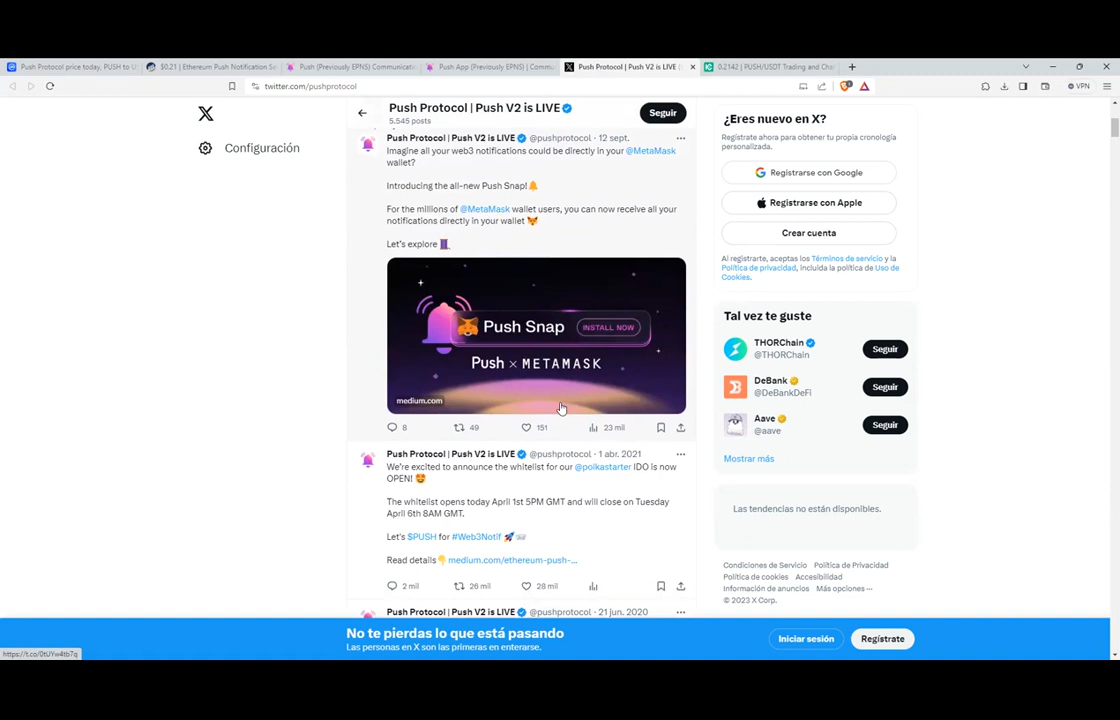 Push Protocol price today, PUSH to U
$0.21 | Ethereum Push Notification Se
Push (Previously EPNS) Communicati
Push App (Previously EPNS) | Commu
Push Protocol | Push V2 is LIVE
0.2142 | PUSH/USDT Trading and Cha
twitter.com/pushprotocol
VPN
Configuración
Push Protocol | Push V2 is LIVE
5.545 posts
Seguir
Push Protocol | Push V2 is LIVE @pushprotocol · 12 sept.
Imagine all your web3 notifications could be directly in your @MetaMask
wallet?
Introducing the all-new Push Snap!
For the millions of @MetaMask wallet users, you can now receive all your
notifications directly in your wallet
Let's explore
Push Snap INSTALL NOW
Push × METAMASK
medium.com
8 49 151 23 mil
Push Protocol | Push V2 is LIVE @pushprotocol · 1 abr. 2021
We're excited to announce the whitelist for our @polkastarter IDO is now
OPEN!
The whitelist opens today April 1st 5PM GMT and will close on Tuesday
April 6th 8AM GMT.
Let's $PUSH for #Web3Notif
Read details medium.com/ethereum-push-...
2 mil 26 mil 28 mil
Push Protocol | Push V2 is LIVE @pushprotocol · 21 jun. 2020
¿Eres nuevo en X?
Regístrate ahora para obtener tu propia cronología
personalizada.
Registrarse con Google
Registrarse con Apple
Crear cuenta
Al registrarte, aceptas los Términos de servicio y la
Política de privacidad, incluida la política de Uso de
Cookies.
Tal vez te guste
THORChain
@THORChain
Seguir
DeBank
@DeBankDeFi
Seguir
Aave
@aave
Seguir
Mostrar más
Las tendencias no están disponibles.
Condiciones de Servicio Política de Privacidad
Política de cookies Accesibilidad
Información de anuncios Más opciones ···
© 2023 X Corp.
No te pierdas lo que está pasando
Las personas en X son las primeras en enterarse.
Iniciar sesión
Regístrate
https://t.co/0tUYw4tb7q